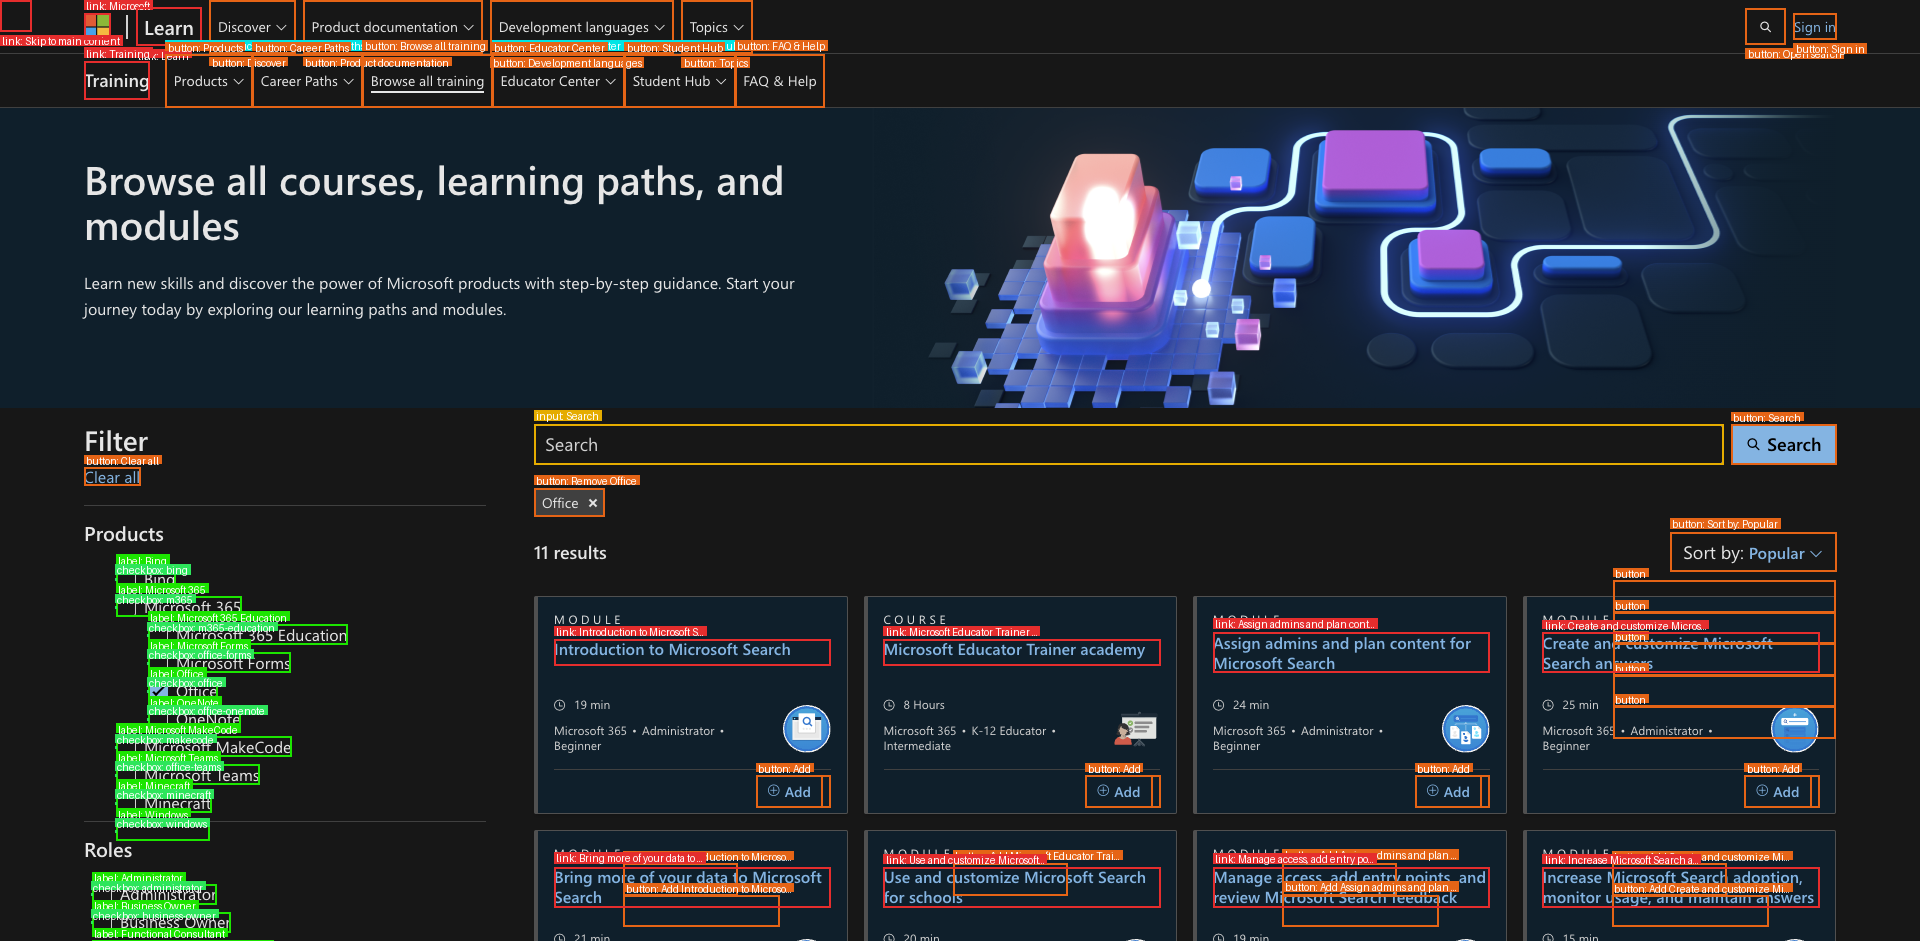 link: Microsoft
Learn
Discover
Product documentation
Development languages
Topics
Sign in
link: Skip to main content
link: Training
button: Products
button: Career Paths
button: Browse all training
button: Educator Center
button: Student Hub
button: FAQ & Help
button: Sign in
button: Discover
button: Product documentation
button: Development languages
button: Topics
button: Open search
Training
Products
Career Paths
Browse all training
Educator Center
Student Hub
FAQ & Help
Browse all courses, learning paths, and
modules
Learn new skills and discover the power of Microsoft products with step-by-step guidance. Start your
journey today by exploring our learning paths and modules.
Filter
button: Clear all
Clear all
input: Search
Search
button: Search
Search
button: Remove Office
Office
11 results
button: Sort by: Popular
Sort by: Popular
Products
label: Bing
checkbox: bing
Bing
label: Microsoft 365
checkbox: m365
Microsoft 365
label: Microsoft 365 Education
checkbox: m365-education
Microsoft 365 Education
label: Microsoft Forms
checkbox: office-forms
Microsoft Forms
label: Office
checkbox: office
Office
label: OneNote
checkbox: office-onenote
OneNote
label: Microsoft MakeCode
checkbox: makecode
Microsoft MakeCode
label: Microsoft Teams
checkbox: office-teams
Microsoft Teams
label: Minecraft
checkbox: minecraft
Minecraft
label: Windows
checkbox: windows
Roles
label: Administrator
checkbox: administrator
Administrator
label: Business Owner
checkbox: business-owner
Business Owner
label: Functional Consultant
button
button
button
button
button
MODULE
link: Introduction to Microsoft S...
Introduction to Microsoft Search
19 min
Microsoft 365 • Administrator •
Beginner
button: Add
Add
COURSE
link: Microsoft Educator Trainer ...
Microsoft Educator Trainer academy
8 Hours
Microsoft 365 • K-12 Educator •
Intermediate
button: Add
Add
MODULE
link: Assign admins and plan cont...
Assign admins and plan content for
Microsoft Search
24 min
Microsoft 365 • Administrator •
Beginner
button: Add
Add
MODULE
link: Create and customize Micros...
Create and customize Microsoft
Search answers
25 min
Microsoft 365 • Administrator •
Beginner
button: Add
Add
MODULE
link: Bring more of your data to ...
Bring more of your data to Microsoft
Search
button: Add Introduction to Microso...
21 min
MODULE
link: Use and customize Microsoft...
Use and customize Microsoft Search
for schools
20 min
MODULE
link: Manage access, add entry po...
Manage access, add entry points, and
review Microsoft Search feedback
button: Add Assign admins and plan ...
19 min
MODULE
link: Increase Microsoft Search a...
Increase Microsoft Search adoption,
monitor usage, and maintain answers
button: Add Create and customize Mi...
15 min